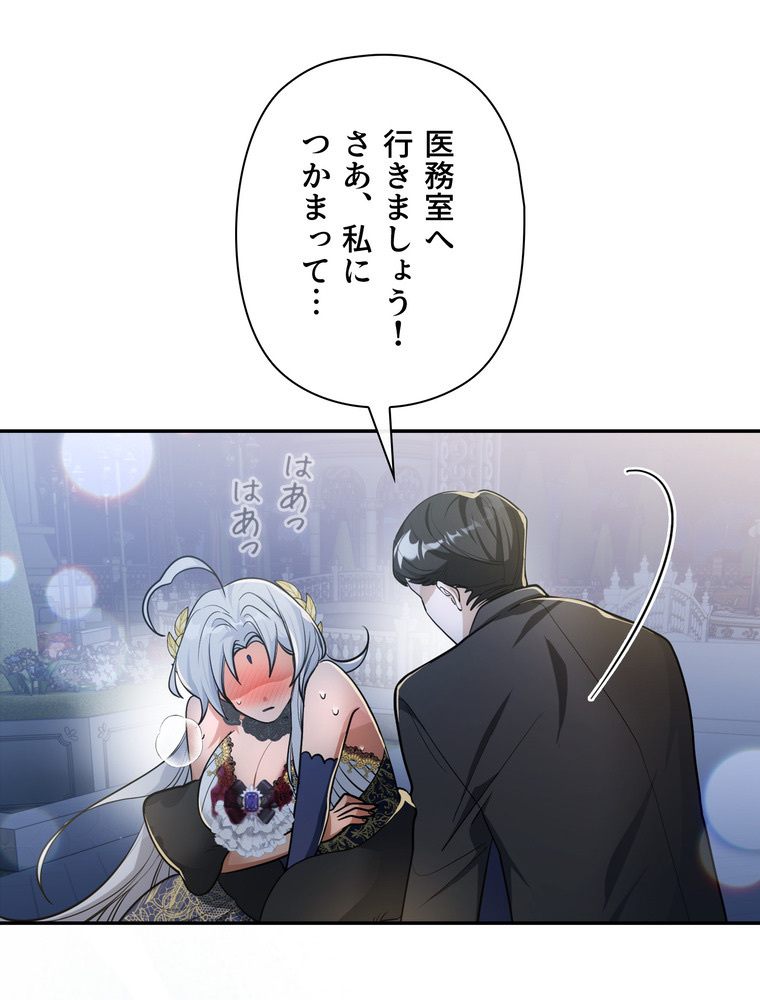 医務室へ
行きましょう！
さあ、私に
つかまって…
はあっ
はあっ